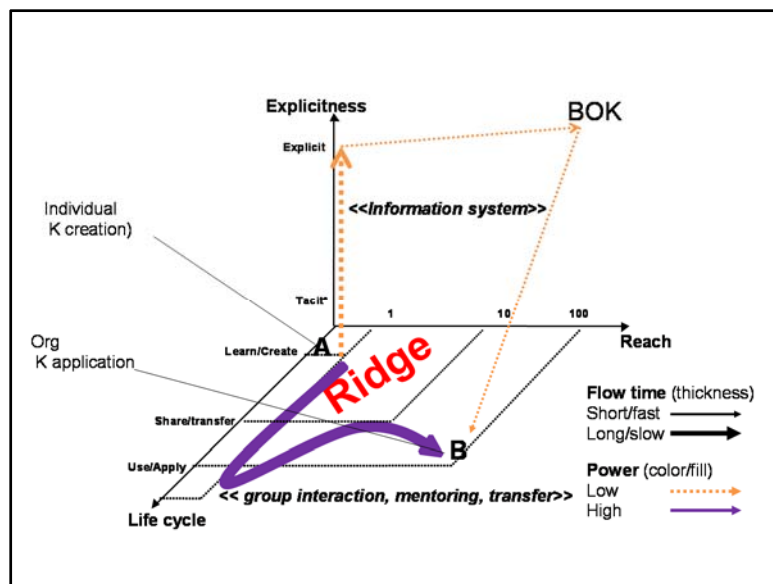 Explicitness
BOK
Explicit
<<Information system>>
Individual
K creation)
Tacit"
1
10
100
Reach
Org
K application
A
Learn/Create
Ridge
Share/transfer
B
Use/Apply
<< group interaction, mentoring, transfer>>
Life cycle
Flow time (thickness)
Short/fast
Long/slow
Power (color/fill)
Low
High